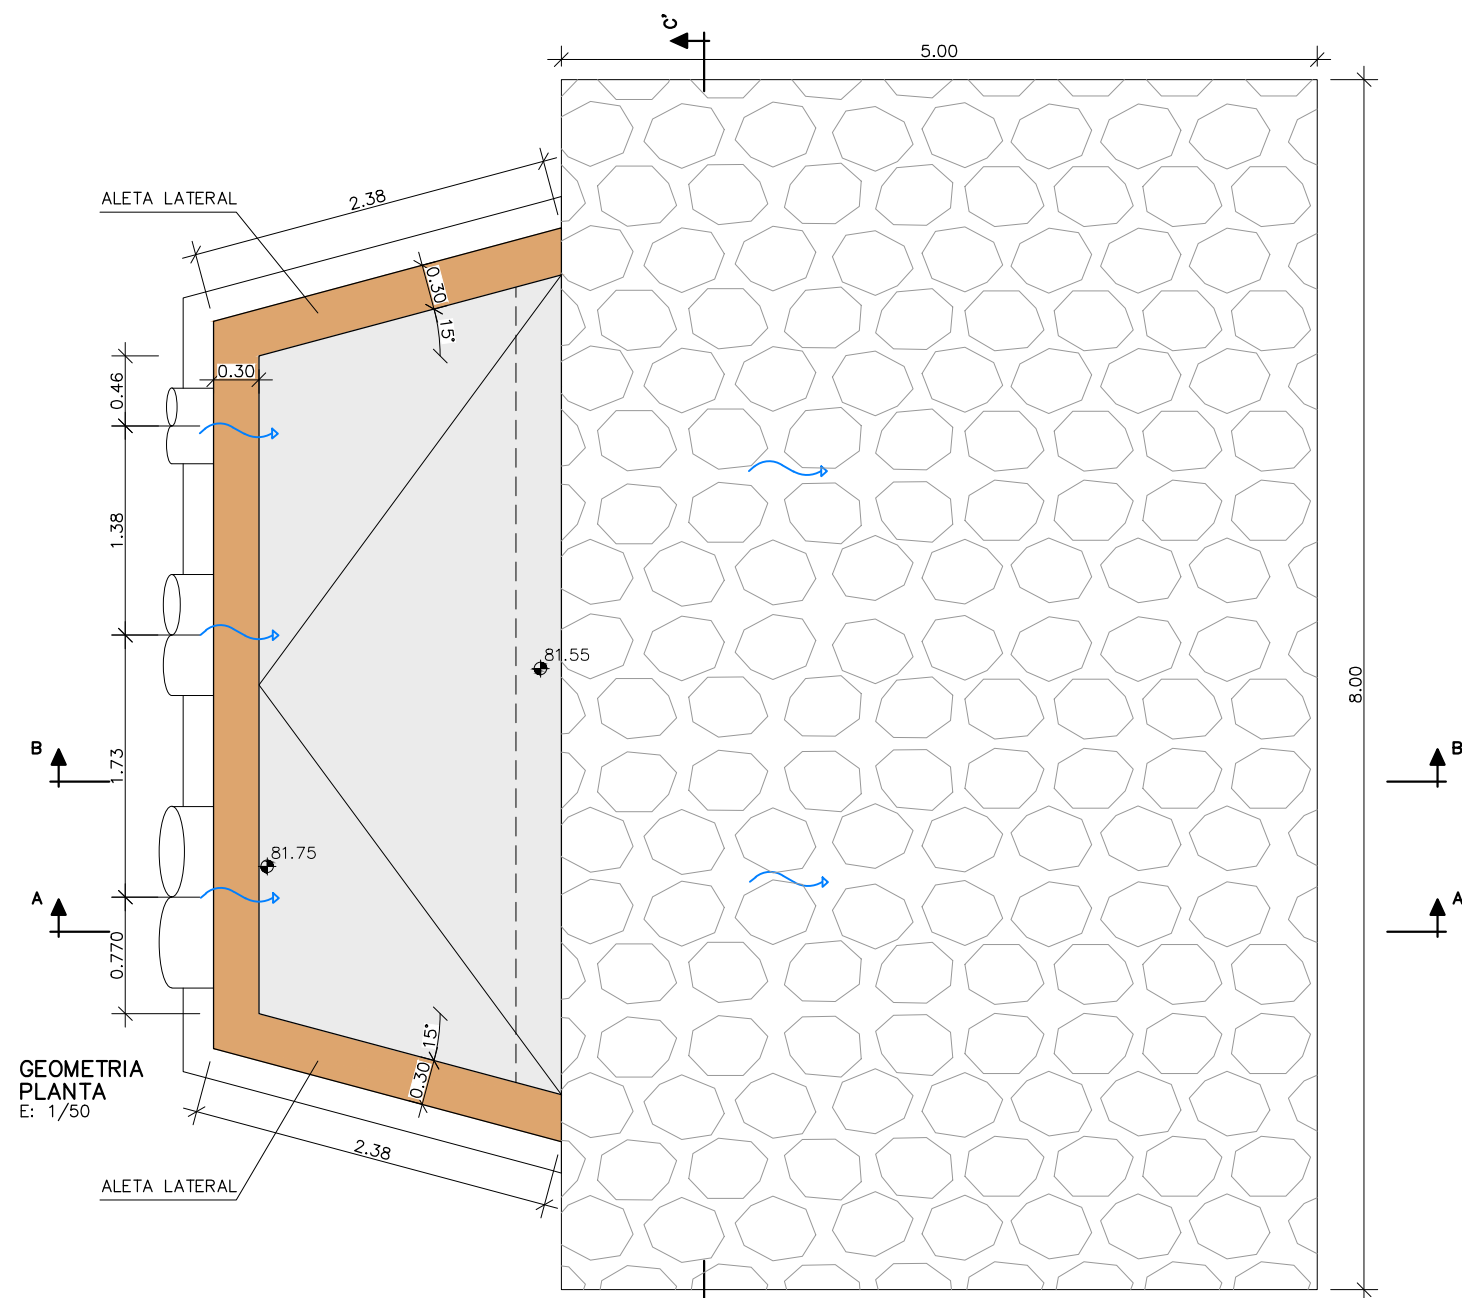 C'
5.00
2.38
ALETA LATERAL
0.30
15°
0.30
0.46
1.38
81.55
8.00
B
B
1.73
81.75
A
A
0.770
15°
0.30
GEOMETRIA
PLANTA
E: 1/50
2.38
ALETA LATERAL